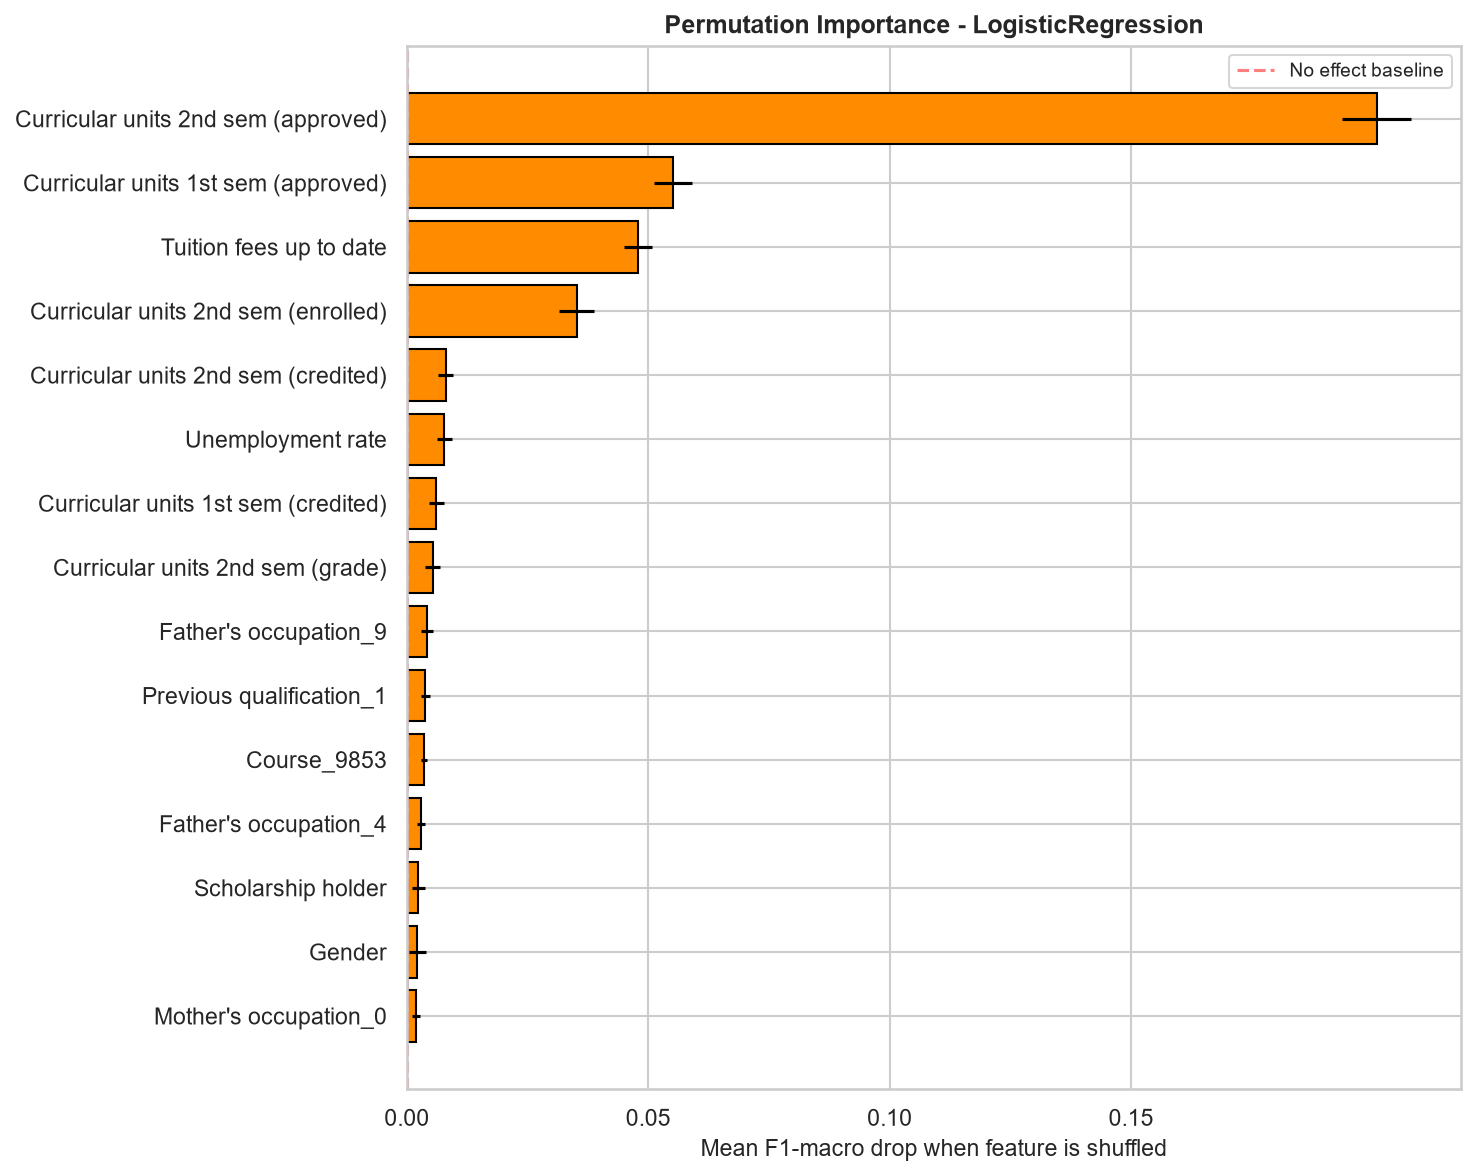 Permutation Importance - LogisticRegression
No effect baseline
Curricular units 2nd sem (approved)
Curricular units 1st sem (approved)
Tuition fees up to date
Curricular units 2nd sem (enrolled)
Curricular units 2nd sem (credited)
Unemployment rate
Curricular units 1st sem (credited)
Curricular units 2nd sem (grade)
Father's occupation_9
Previous qualification_1
Course_9853
Father's occupation_4
Scholarship holder
Gender
Mother's occupation_0
0.00 0.05 0.10 0.15
Mean F1-macro drop when feature is shuffled